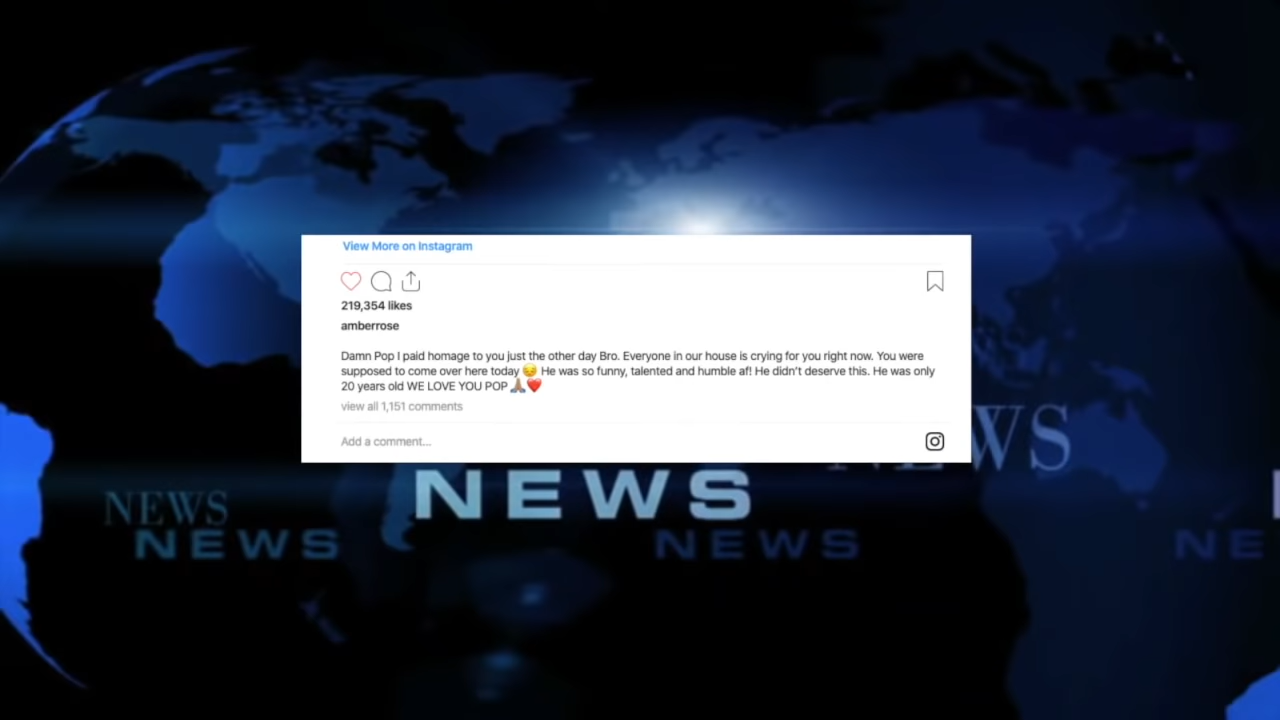 View More on Instagram
219,354 likes
amberrose
Damn Pop I paid homage to you just the other day Bro. Everyone in our house is crying for you right now. You were
supposed to come over here today 😔 He was so funny, talented and humble af! He didn't deserve this. He was only
20 years old WE LOVE YOU POP 🙏🏽❤️
view all 1,151 comments
Add a comment...
NEWS
NEWS
NEWS
NEWS
NEWS
NE